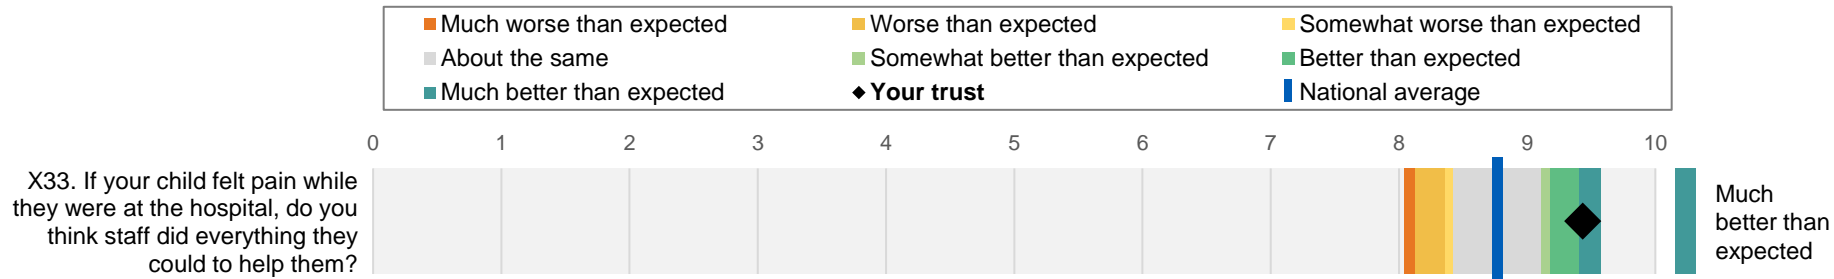 Much worse than expected
Worse than expected
Somewhat worse than expected
About the same
Somewhat better than expected
Better than expected
Much better than expected
Your trust
National average
0 1 2 3 4 5 6 7 8 9 10
X33. If your child felt pain while
they were at the hospital, do you
think staff did everything they
could to help them?
Much
better than
expected